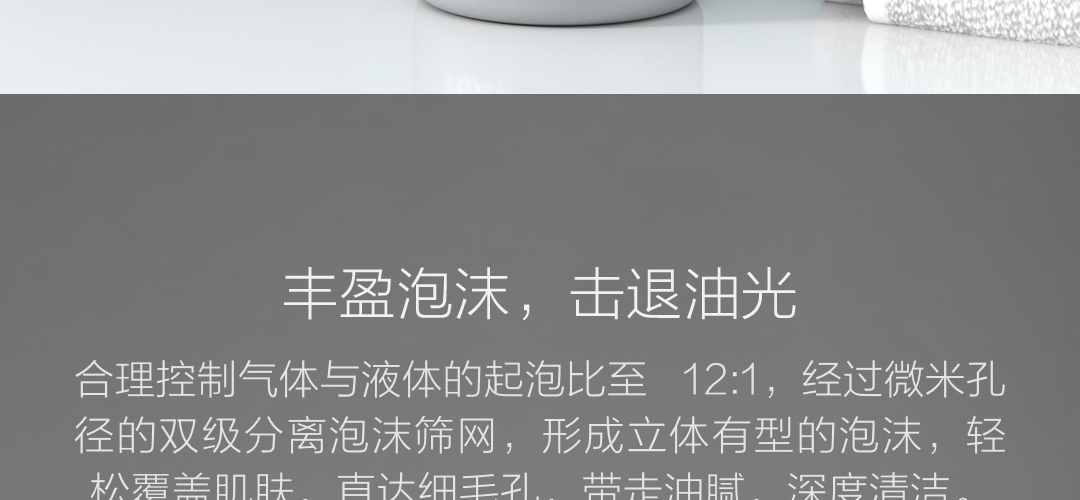 丰盈泡沫，击退油光
合理控制气体与液体的起泡比至 12:1，经过微米孔
径的双级分离泡沫筛网，形成立体有型的泡沫，轻
松覆盖肌肤，直达细毛孔，带走油腻，深度清洁。